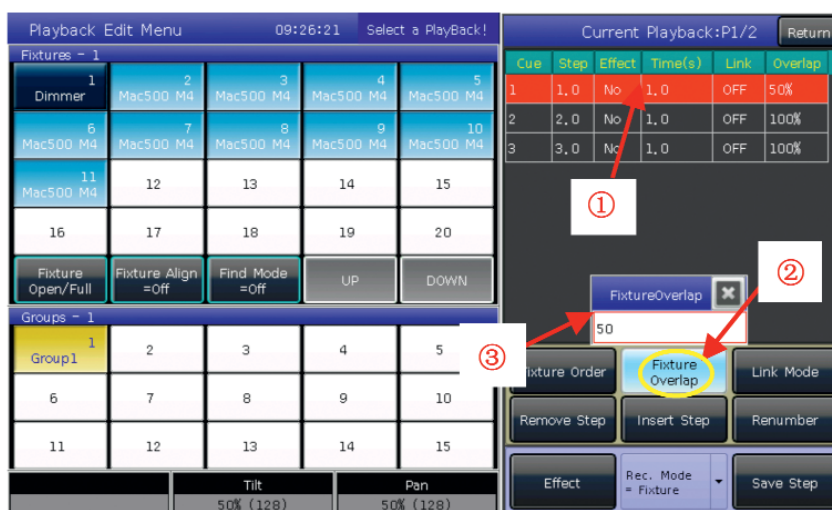 Playback Edit Menu 09:26:21 Select a PlayBack!
Fixtures - 1
1 2 3 4 5
Dimmer Mac500 M4 Mac500 M4 Mac500 M4 Mac500 M4
6 7 8 9 10
Mac500 M4 Mac500 M4 Mac500 M4 Mac500 M4 Mac500 M4
11
Mac500 M4 12 13 14 15
16 17 18 19 20
Fixture Fixture Align Find Mode UP DOWN
Open/Full =Off =Off
Groups - 1
1
Group1 2 3 4 5
6 7 8 9 10
11 12 13 14 15
Tilt Pan
50% (128) 50% (128)
Current Playback:P1/2 Return
Cue Step Effect Time(s) Link Overlap
1 1.0 No 1.0 OFF 50%
2 2.0 No 1.0 OFF 100%
3 3.0 No 1.0 OFF 100%
①
②
FixtureOverlap
50
③
Fixture Order Fixture Overlap Link Mode
Remove Step Insert Step Renumber
Effect Rec. Mode = Fixture Save Step